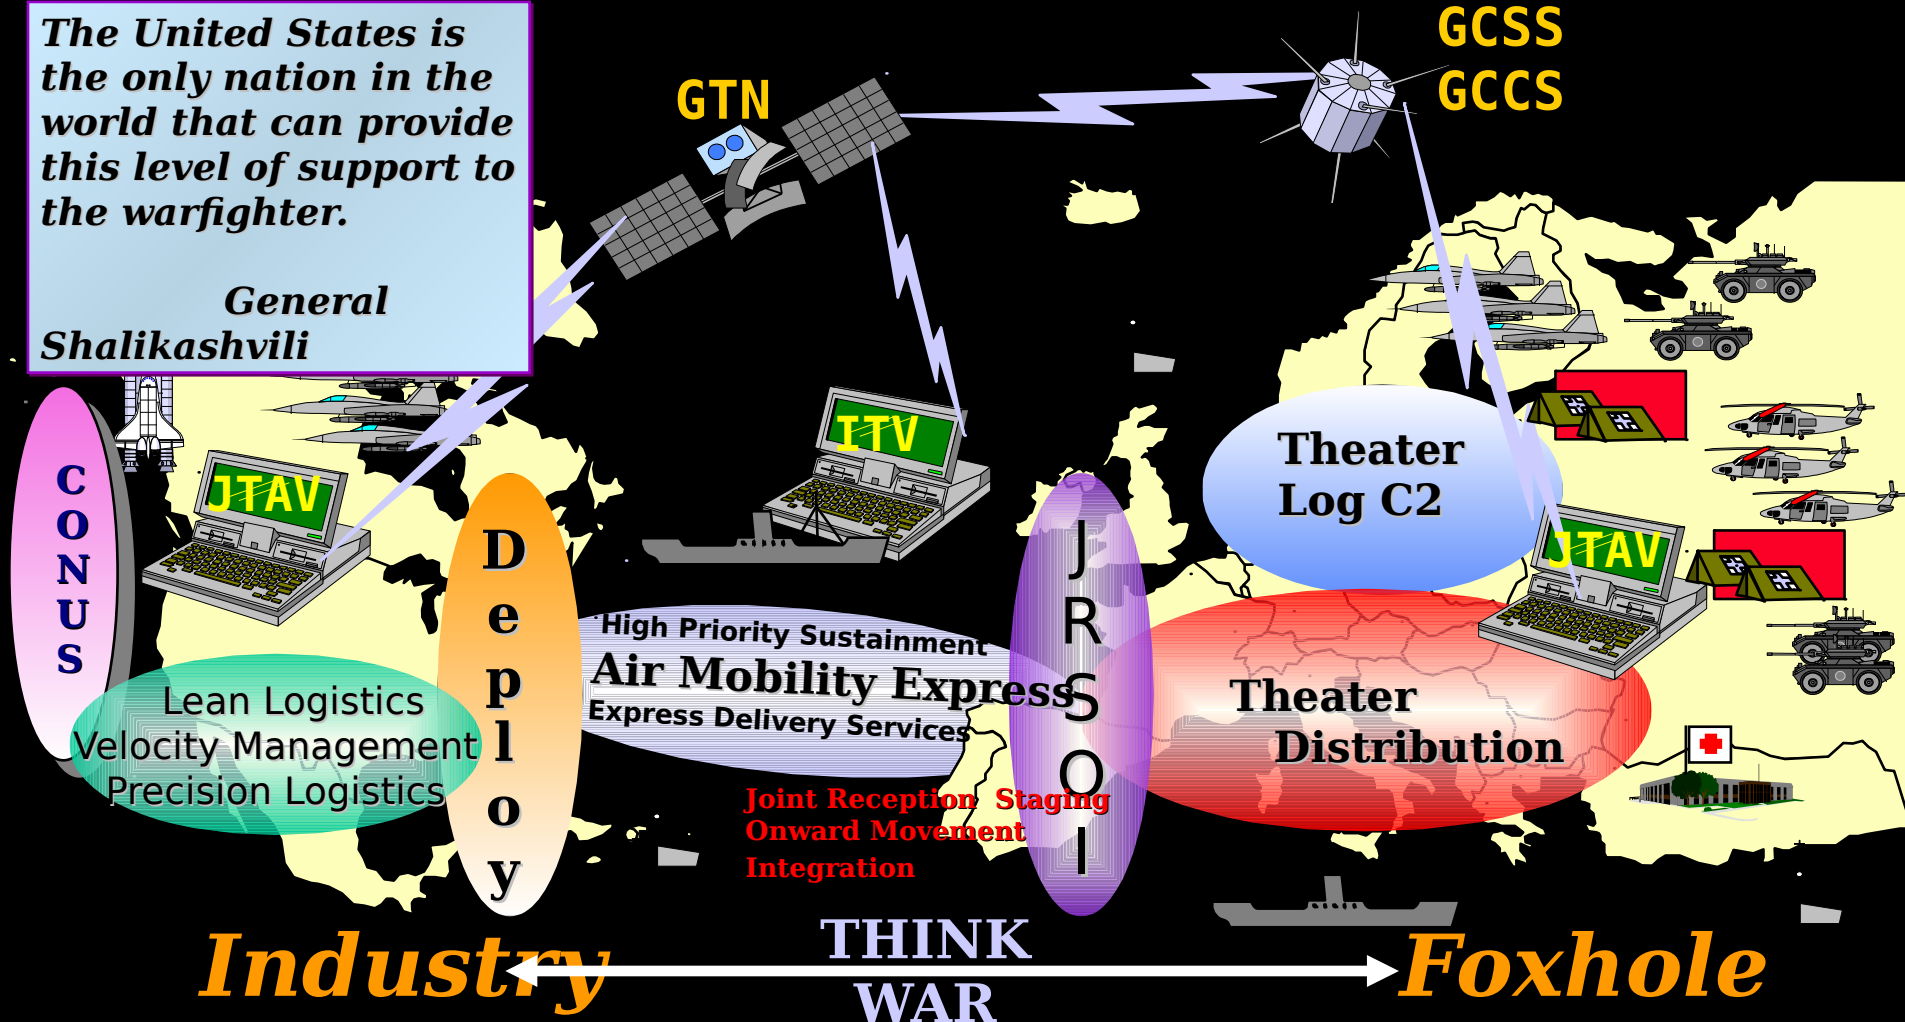 The United States is
the only nation in the
world that can provide
this level of support to
the warfighter.
General
Shalikashvili
GTN
GCSS
GCCS
ITV
JTAV
JTAV
CONUS
Deploy
JRSOI
Theater
Log C2
High Priority Sustainment
Air Mobility Express
Express Delivery Services
Lean Logistics
Velocity Management
Precision Logistics
Theater
Distribution
Joint Reception Staging
Onward Movement
Integration
Industry
THINK
WAR
Foxhole